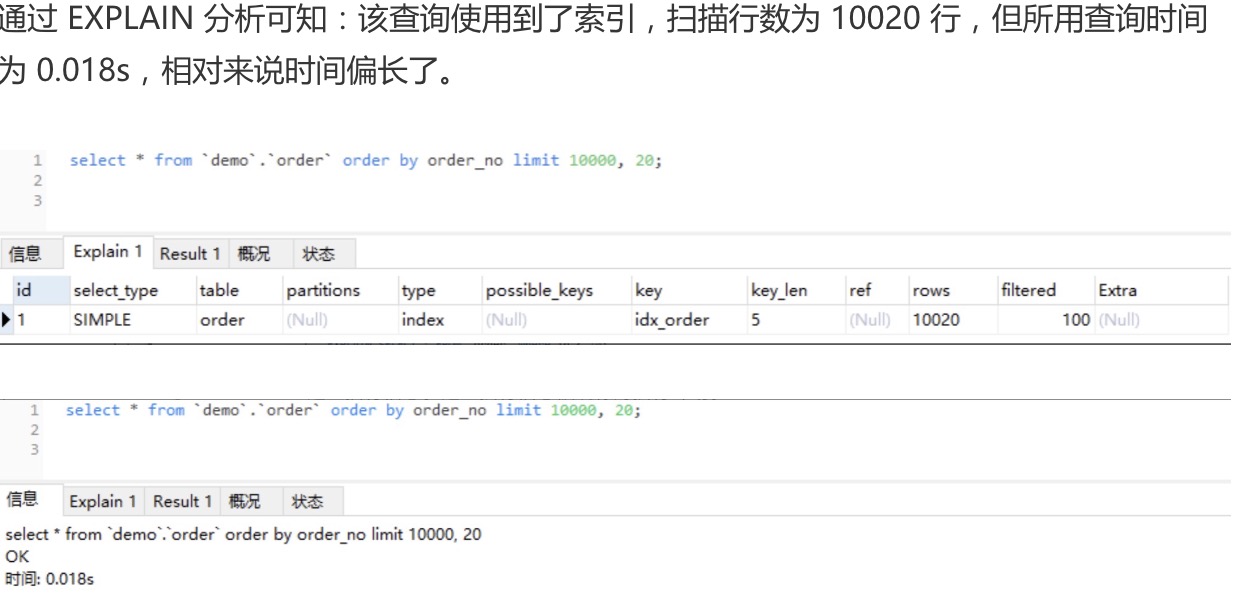 通过 EXPLAIN 分析可知：该查询使用到了索引，扫描行数为 10020 行，但所用查询时间
为 0.018s，相对来说时间偏长了。
1 select * from `demo`.`order` order by order_no limit 10000, 20;
2
3
信息 Explain 1 Result 1 概况 状态
id select_type table partitions type possible_keys key key_len ref rows filtered Extra
1 SIMPLE order (Null) index (Null) idx_order 5 (Null) 10020 100 (Null)
1 select * from `demo`.`order` order by order_no limit 10000, 20;
2
3
信息 Explain 1 Result 1 概况 状态
select * from `demo`.`order` order by order_no limit 10000, 20
OK
时间: 0.018s